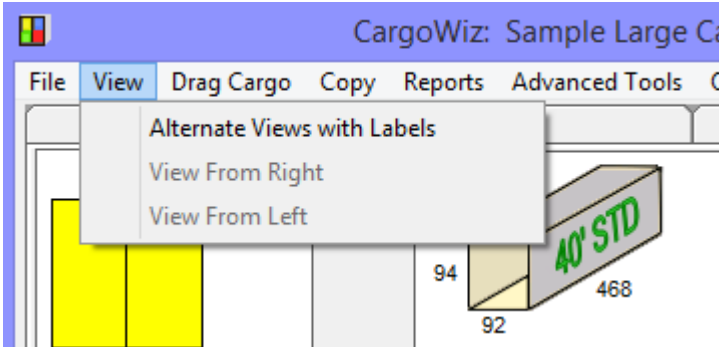 CargoWiz: Sample Large
File View Drag Cargo Copy Reports Advanced Tools
Alternate Views with Labels
View From Right
View From Left
40' STD
94
468
92